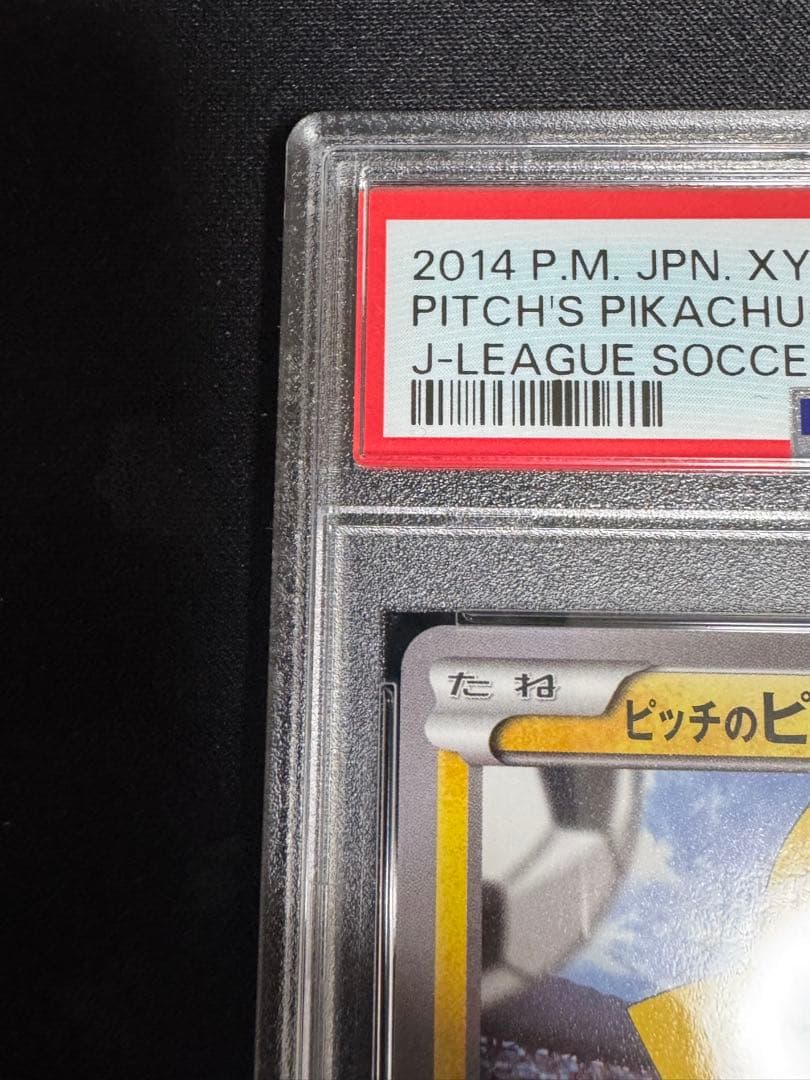 2014 P.M. JPN. XY
PITCH'S PIKACHU
J-LEAGUE SOCCE
たね
ピッチのピ